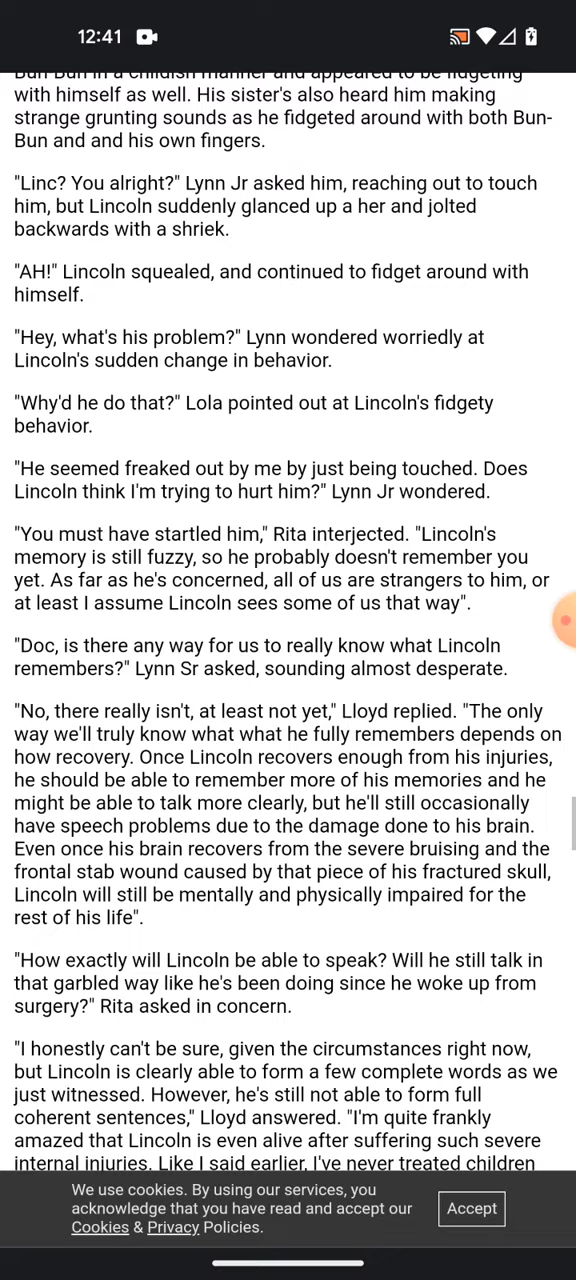 12:41
Bun-Bun in a childish manner and appeared to be fidgeting
with himself as well. His sister's also heard him making
strange grunting sounds as he fidgeted around with both Bun-
Bun and and his own fingers.
"Linc? You alright?" Lynn Jr asked him, reaching out to touch
him, but Lincoln suddenly glanced up a her and jolted
backwards with a shriek.
"AH!" Lincoln squealed, and continued to fidget around with
himself.
"Hey, what's his problem?" Lynn wondered worriedly at
Lincoln's sudden change in behavior.
"Why'd he do that?" Lola pointed out at Lincoln's fidgety
behavior.
"He seemed freaked out by me by just being touched. Does
Lincoln think I'm trying to hurt him?" Lynn Jr wondered.
"You must have startled him," Rita interjected. "Lincoln's
memory is still fuzzy, so he probably doesn't remember you
yet. As far as he's concerned, all of us are strangers to him, or
at least I assume Lincoln sees some of us that way".
"Doc, is there any way for us to really know what Lincoln
remembers?" Lynn Sr asked, sounding almost desperate.
"No, there really isn't, at least not yet," Lloyd replied. "The only
way we'll truly know what what he fully remembers depends on
how recovery. Once Lincoln recovers enough from his injuries,
he should be able to remember more of his memories and he
might be able to talk more clearly, but he'll still occasionally
have speech problems due to the damage done to his brain.
Even once his brain recovers from the severe bruising and the
frontal stab wound caused by that piece of his fractured skull,
Lincoln will still be mentally and physically impaired for the
rest of his life".
"How exactly will Lincoln be able to speak? Will he still talk in
that garbled way like he's been doing since he woke up from
surgery?" Rita asked in concern.
"I honestly can't be sure, given the circumstances right now,
but Lincoln is clearly able to form a few complete words as we
just witnessed. However, he's still not able to form full
coherent sentences," Lloyd answered. "I'm quite frankly
amazed that Lincoln is even alive after suffering such severe
internal injuries. Like I said earlier, I've never treated children
We use cookies. By using our services, you
acknowledge that you have read and accept our
Cookies & Privacy Policies.
Accept